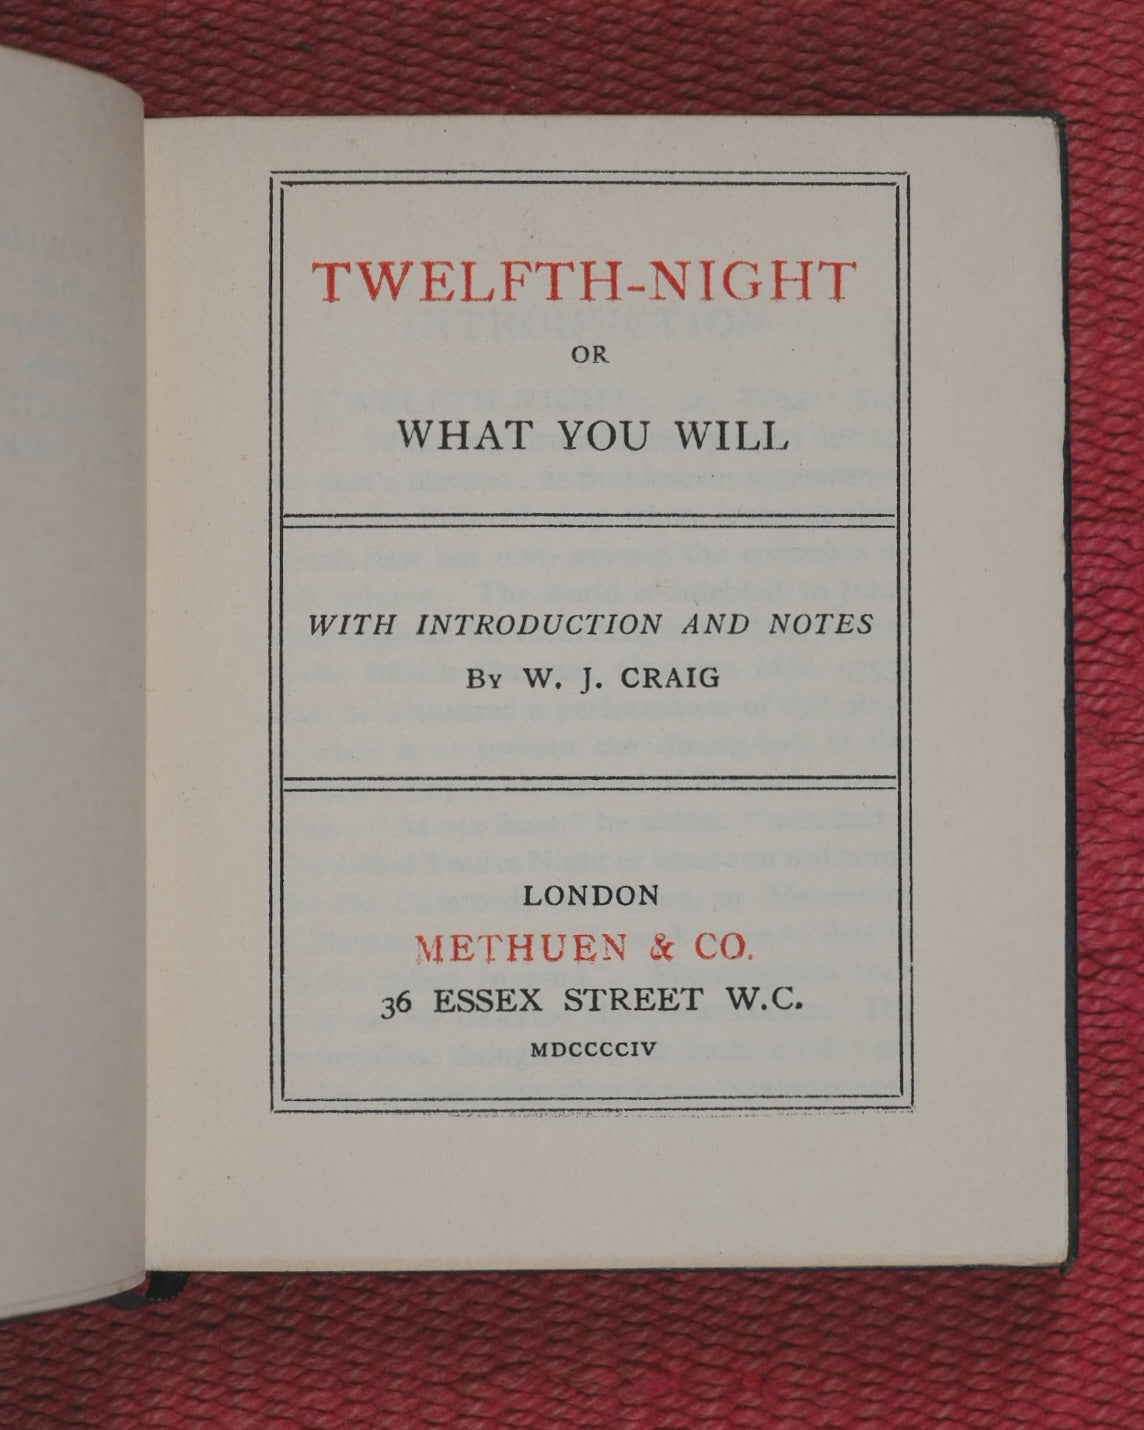 TWELFTH-NIGHT
OR
WHAT YOU WILL
WITH INTRODUCTION AND NOTES
By W. J. CRAIG
LONDON
METHUEN & CO.
36 ESSEX STREET W.C.
MDCCCCIV